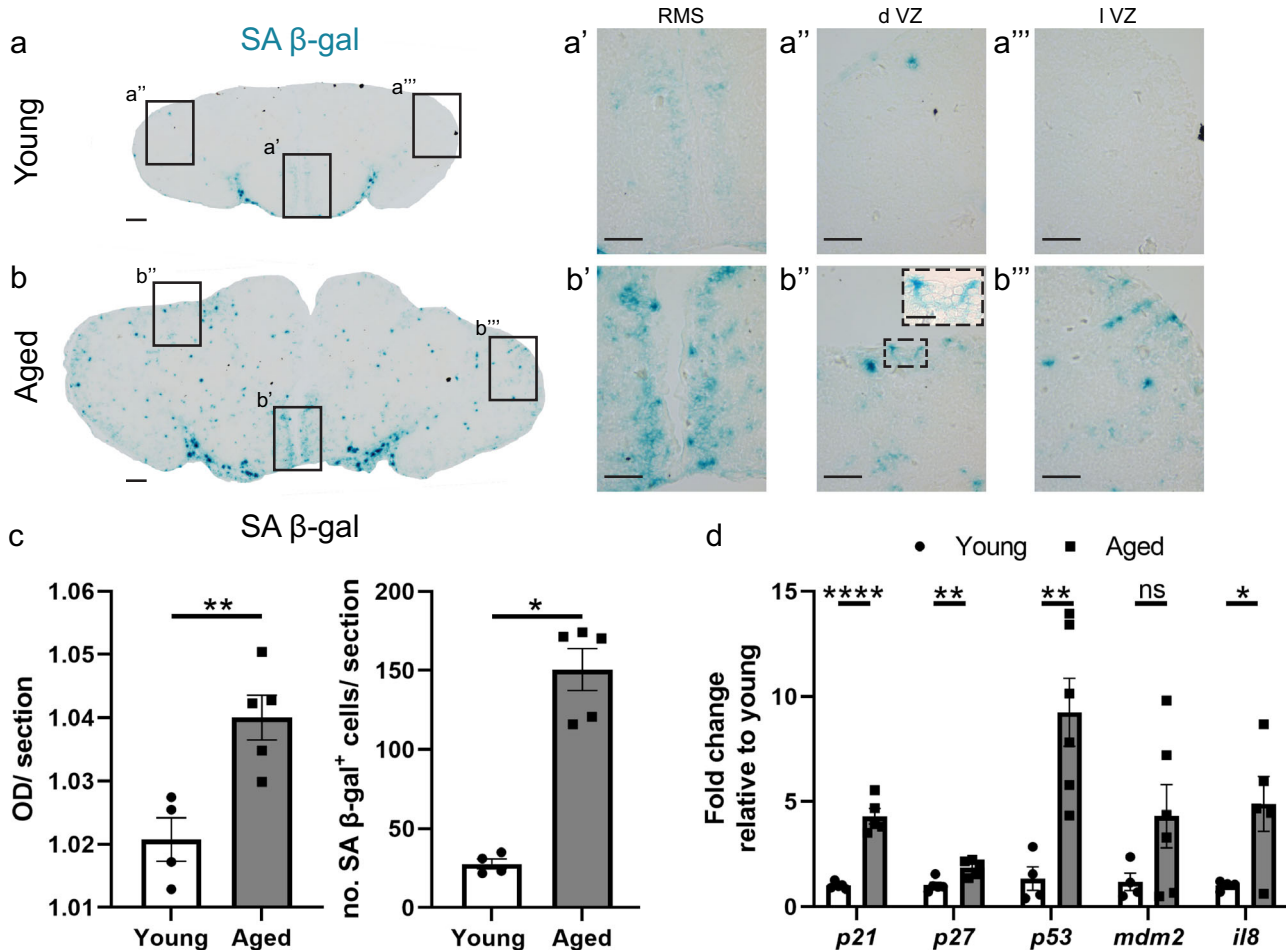 a
SA β-gal
Young
a''
a'''
a'
RMS
a'
d VZ
a''
l VZ
a'''
b
Aged
b''
b'''
b'
b'
b''
b'''
c
SA β-gal
OD/ section
1.06
1.05
1.04
1.03
1.02
1.01
**
Young Aged
no. SA β-gal+ cells/ section
200
150
100
50
0
*
Young Aged
d
Young Aged
Fold change
relative to young
15
10
5
0
**** ** ** ns *
p21 p27 p53 mdm2 il8